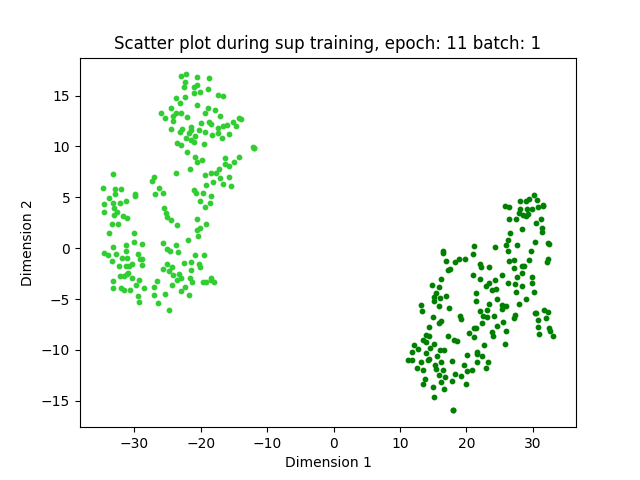 Scatter plot during sup training, epoch: 11 batch: 1
15
10
5
0
−5
−10
−15
Dimension 2
−30 −20 −10 0 10 20 30
Dimension 1